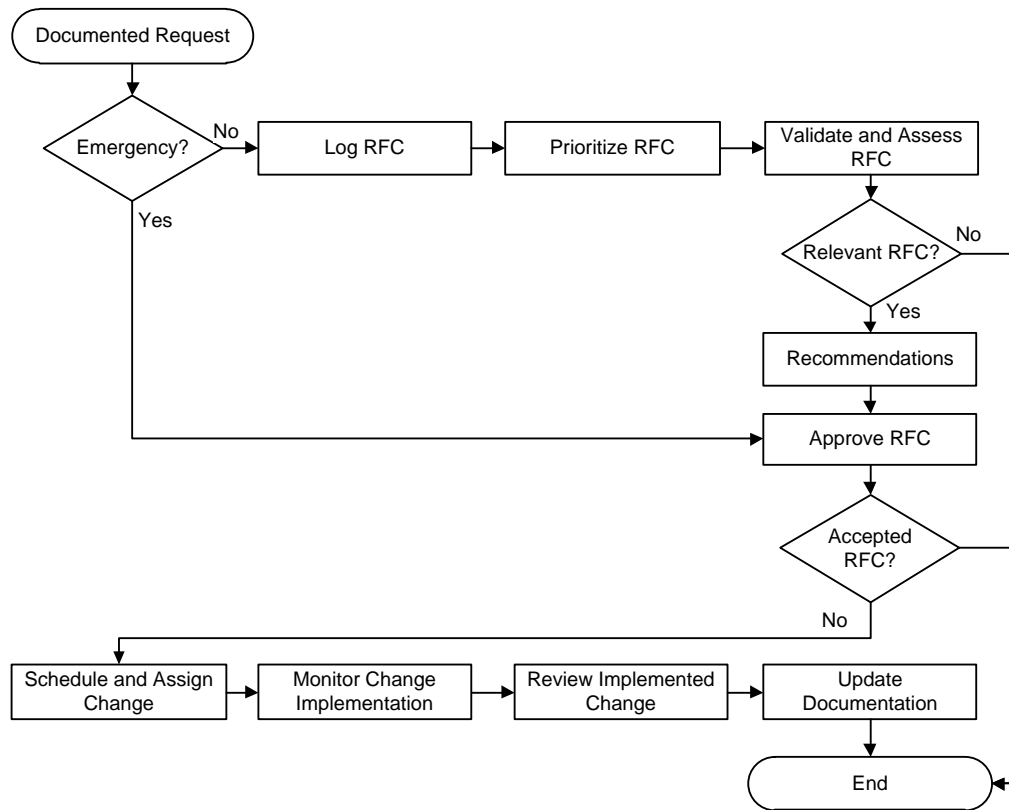 Documented Request
Emergency?
No
Log RFC
Prioritize RFC
Validate and Assess
RFC
Yes
Relevant RFC?
No
Yes
Recommendations
Approve RFC
Accepted
RFC?
No
Schedule and Assign
Change
Monitor Change
Implementation
Review Implemented
Change
Update
Documentation
End